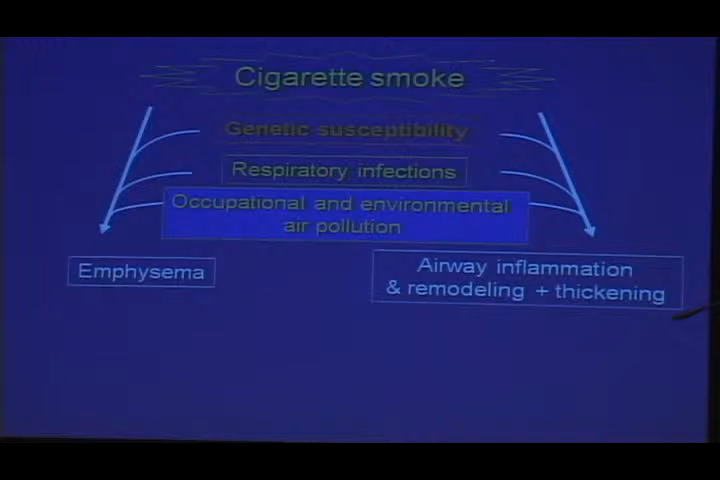 Cigarette smoke
Genetic susceptibility
Respiratory infections
Occupational and environmental
air pollution
Emphysema
Airway inflammation
& remodeling + thickening